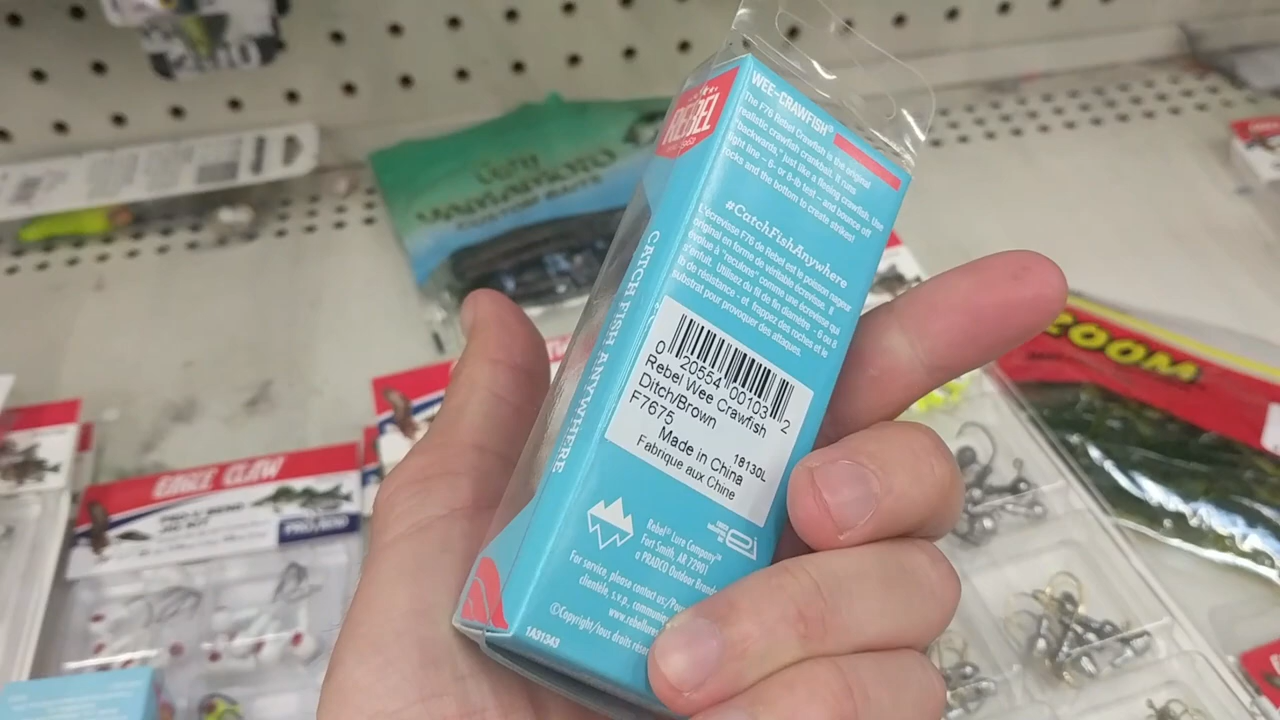 REBEL
WEE-CRAWFISH®
The F76 Rebel Crawfish is the original
realistic crawfish crankbait. It runs
"backwards" just like a fleeing crawfish. Use
light line – 6- or 8-lb test – and bounce off
rocks and the bottom to create strikes!
#CatchFishAnywhere
L'écrevisse F76 de Rebel est le poisson nageur
original en forme de véritable écrevisse. Il
évolue à "reculons" comme une écrevisse qui
s'enfuit. Utilisez du fil de fin diamètre - 6 ou 8
lb de résistance - et frappez des roches et le
substrat pour provoquer des attaques.
CATCH FISH ANYWHERE
0 20554 00103 2
Rebel Wee Crawfish
Ditch/Brown
F7675
18130L
Made in China
Fabrique aux Chine
Rebel® Lure Company™
Fort Smith, AR 72901
a PRADCO Outdoor Brand
For service, please contact us:/Pour
clientèle, s.v.p., communiq
www.rebellures
©Copyright/tous droits réser
1A31343
EAGLE CLAW
ZOOM